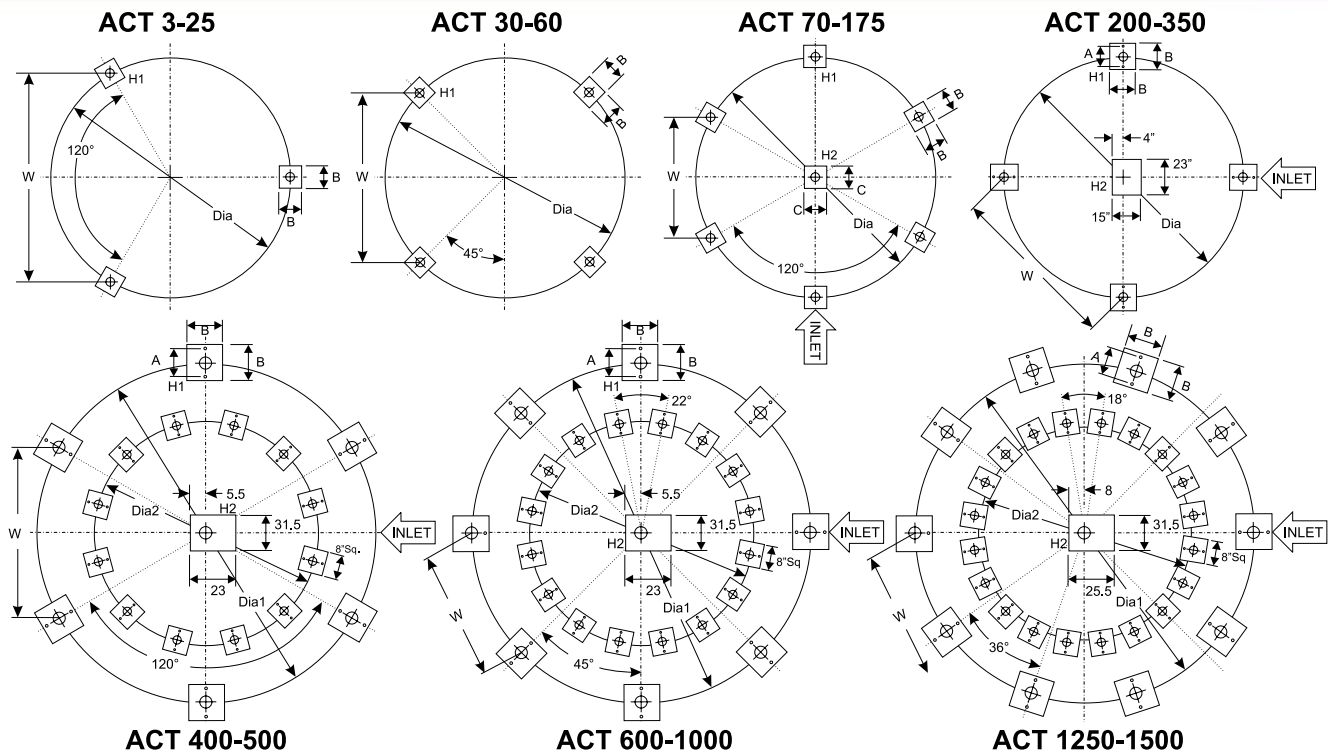 ACT 3-25
H1
W
120°
Dia
B
B
ACT 30-60
H1
B
B
W
Dia
45°
ACT 70-175
H1
B
B
H2
W
C
C
Dia
120°
INLET
ACT 200-350
A
B
H1
B
4”
23”
INLET
H2
15”
Dia
W
B
A
B
H1
5.5
Dia2
H2
31.5
INLET
W
8"Sq.
23
Dia1
120°
ACT 400-500
B
A
B
H1
22°
5.5
Dia2
31.5
INLET
H2
8"Sq
23
Dia1
W
45°
ACT 600-1000
B
A
B
18°
8
Dia2
31.5
INLET
H2
8"Sq
25.5
Dia1
W
36°
ACT 1250-1500